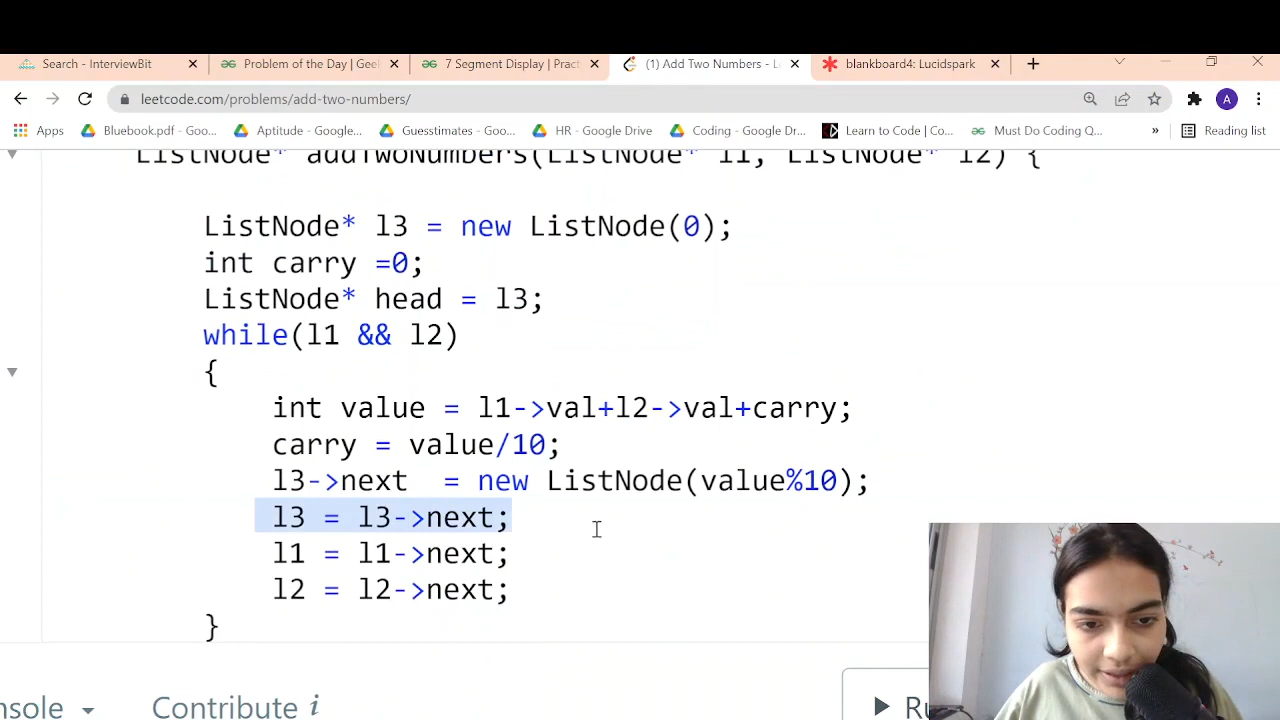 Search - InterviewBit
Problem of the Day | Geel
7 Segment Display | Pract
(1) Add Two Numbers - Le
blankboard4: Lucidspark
leetcode.com/problems/add-two-numbers/
A
Apps
Bluebook.pdf - Goo...
Aptitude - Google...
Guesstimates - Goo...
HR - Google Drive
Coding - Google Dr...
Learn to Code | Co...
Must Do Coding Q...
»
Reading list
ListNode* addTwoNumbers(ListNode* l1, ListNode* l2) {
ListNode* l3 = new ListNode(0);
int carry =0;
ListNode* head = l3;
while(l1 && l2)
{
int value = l1->val+l2->val+carry;
carry = value/10;
l3->next  = new ListNode(value%10);
l3 = l3->next;
l1 = l1->next;
l2 = l2->next;
}
nsole
Contribute i
Ru